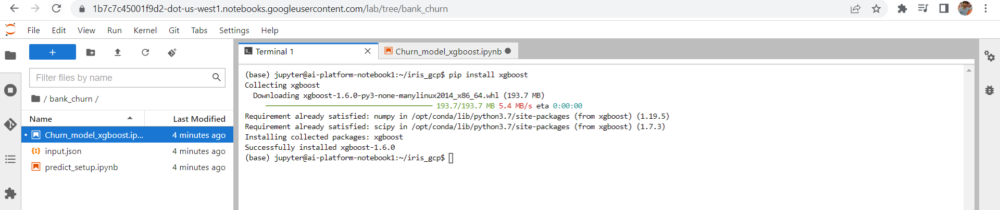 1b7c7c45001f9d2-dot-us-west1.notebooks.googleusercontent.com/lab/tree/bank_churn
File Edit View Run Kernel Git Tabs Settings Help
Terminal 1
Churn_model_xgboost.ipynb
Filter files by name
/ bank_churn /
Name Last Modified
Churn_model_xgboost.ip... 4 minutes ago
input.json 4 minutes ago
predict_setup.ipynb 4 minutes ago
(base) jupyter@ai-platform-notebook1:~/iris_gcp$ pip install xgboost
Collecting xgboost
Downloading xgboost-1.6.0-py3-none-manylinux2014_x86_64.whl (193.7 MB)
193.7/193.7 MB 5.4 MB/s eta 0:00:00
Requirement already satisfied: numpy in /opt/conda/lib/python3.7/site-packages (from xgboost) (1.19.5)
Requirement already satisfied: scipy in /opt/conda/lib/python3.7/site-packages (from xgboost) (1.7.3)
Installing collected packages: xgboost
Successfully installed xgboost-1.6.0
(base) jupyter@ai-platform-notebook1:~/iris_gcp$